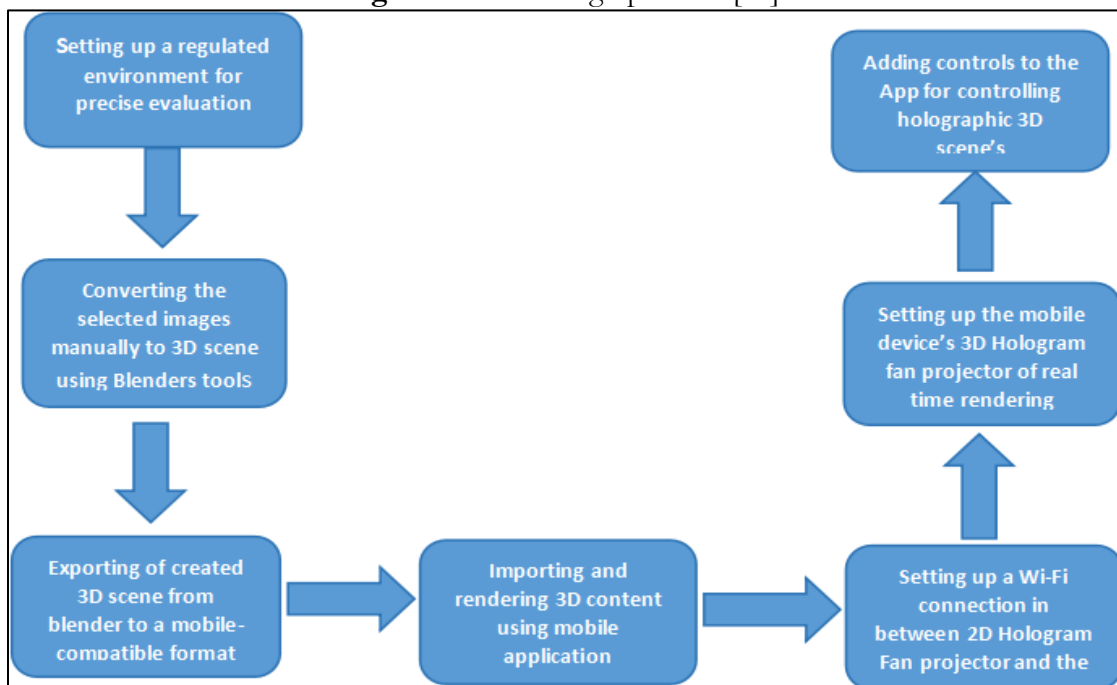 Setting up a regulated
environment for
precise evaluation
Converting the
selected images
manually to 3D scene
using Blenders tools
Exporting of created
3D scene from
blender to a mobile-
compatible format
Importing and
rendering 3D content
using mobile
application
Setting up a Wi-Fi
connection in
between 2D Hologram
Fan projector and the
Setting up the mobile
device's 3D Hologram
fan projector of real
time rendering
Adding controls to the
App for controlling
holographic 3D
scene's